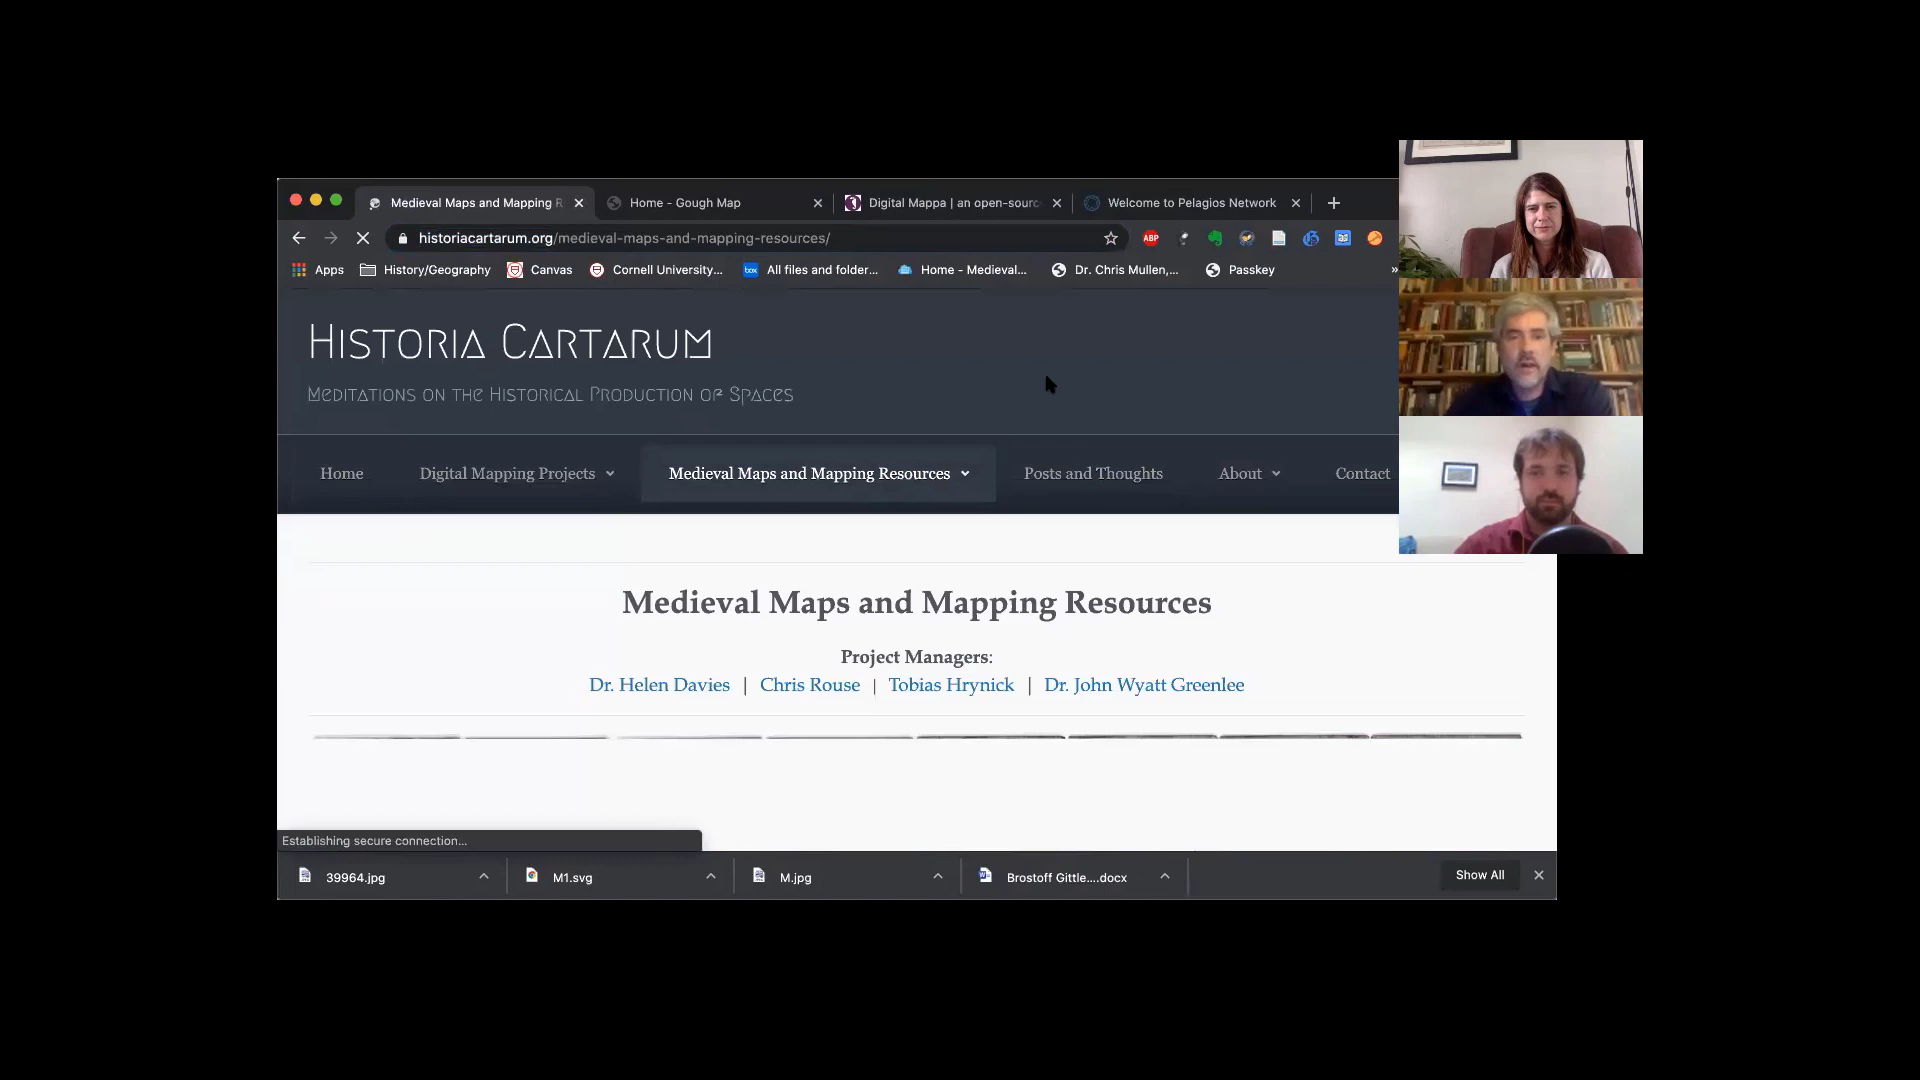 Medieval Maps and Mapping R
Home - Gough Map
Digital Mappa | an open-sourc
Welcome to Pelagios Network
historiacartarum.org/medieval-maps-and-mapping-resources/
ABP
Apps
History/Geography
Canvas
Cornell University...
box
All files and folder...
Home - Medieval...
Dr. Chris Mullen,...
Passkey
»
Historia Cartarum
Meditations on the Historical Production of Spaces
Home
Digital Mapping Projects
Medieval Maps and Mapping Resources
Posts and Thoughts
About
Contact
Medieval Maps and Mapping Resources
Project Managers:
Dr. Helen Davies | Chris Rouse | Tobias Hrynick | Dr. John Wyatt Greenlee
Establishing secure connection...
39964.jpg
M1.svg
M.jpg
Brostoff Gittle....docx
Show All